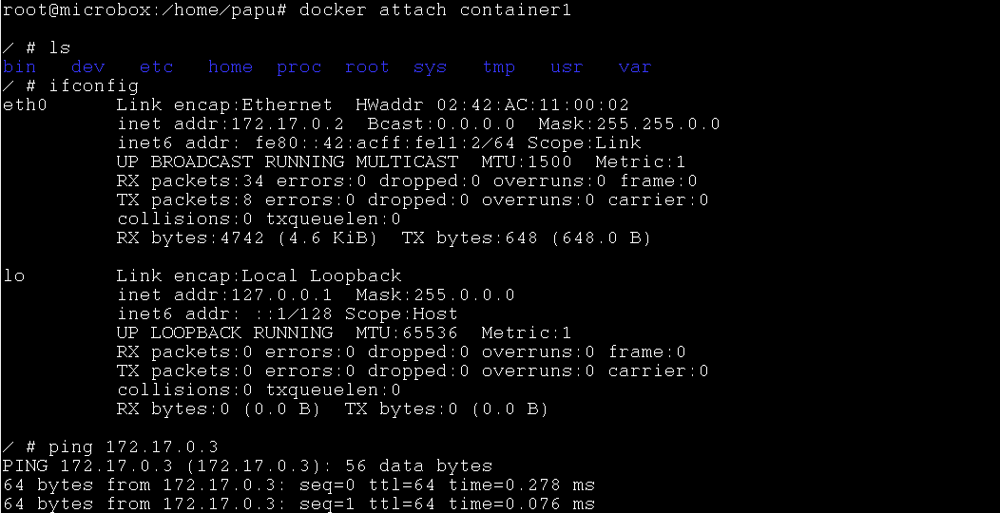 root@microbox:/home/papu# docker attach container1
/ # ls
bin   dev   etc   home  proc  root  sys   tmp   usr   var
/ # ifconfig
eth0      Link encap:Ethernet  HWaddr 02:42:AC:11:00:02
          inet addr:172.17.0.2  Bcast:0.0.0.0  Mask:255.255.0.0
          inet6 addr: fe80::42:acff:fe11:2/64 Scope:Link
          UP BROADCAST RUNNING MULTICAST  MTU:1500  Metric:1
          RX packets:34 errors:0 dropped:0 overruns:0 frame:0
          TX packets:8 errors:0 dropped:0 overruns:0 carrier:0
          collisions:0 txqueuelen:0
          RX bytes:4742 (4.6 KiB)  TX bytes:648 (648.0 B)
lo        Link encap:Local Loopback
          inet addr:127.0.0.1  Mask:255.0.0.0
          inet6 addr: ::1/128 Scope:Host
          UP LOOPBACK RUNNING  MTU:65536  Metric:1
          RX packets:0 errors:0 dropped:0 overruns:0 frame:0
          TX packets:0 errors:0 dropped:0 overruns:0 carrier:0
          collisions:0 txqueuelen:0
          RX bytes:0 (0.0 B)  TX bytes:0 (0.0 B)
/ # ping 172.17.0.3
PING 172.17.0.3 (172.17.0.3): 56 data bytes
64 bytes from 172.17.0.3: seq=0 ttl=64 time=0.278 ms
64 bytes from 172.17.0.3: seq=1 ttl=64 time=0.076 ms